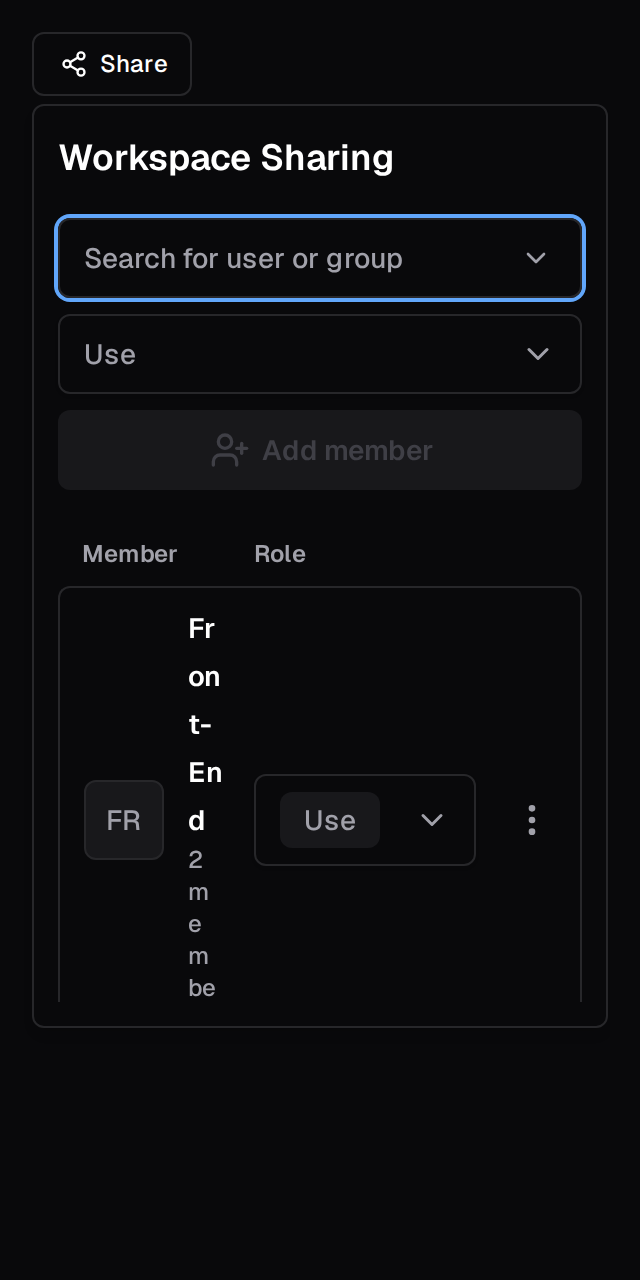 Share
Workspace Sharing
Search for user or group
Use
Add member
Member Role
FR
Fr
on
t-
En
d
2
m
e
m
be
Use